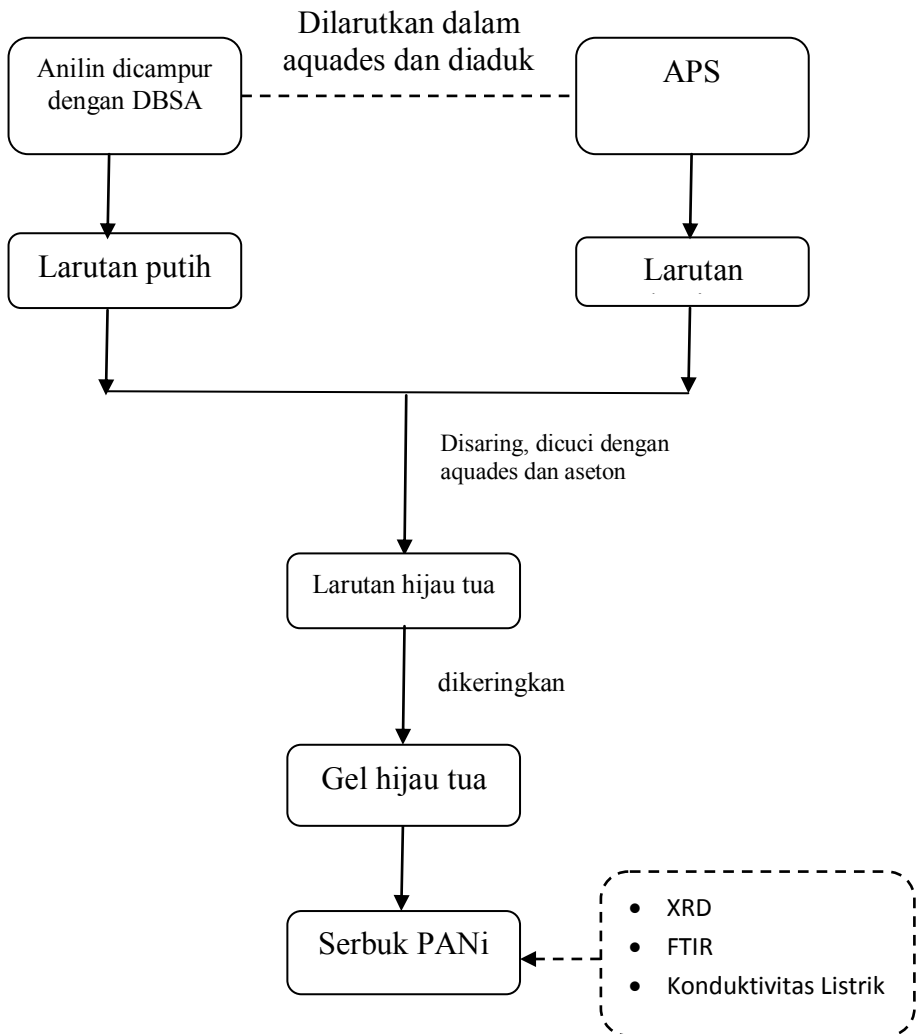 Dilarutkan dalam
aquades dan diaduk
Anilin dicampur
dengan DBSA
APS
Larutan putih
Larutan
Disaring, dicuci dengan
aquades dan aseton
Larutan hijau tua
dikeringkan
Gel hijau tua
Serbuk PANi
• XRD
• FTIR
• Konduktivitas Listrik